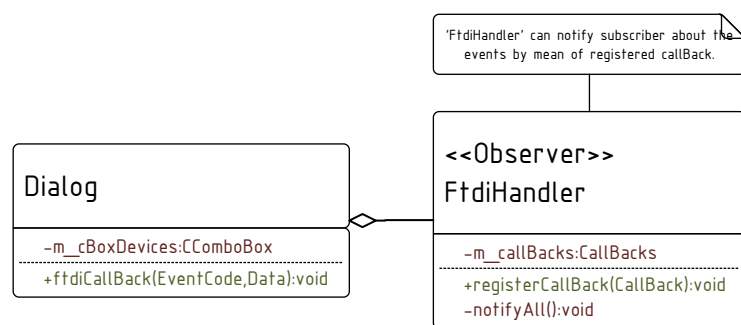 'FtdiHandler' can notify subscriber about the
events by mean of registered callBack.
<<Observer>>
FtdiHandler
-m_callBacks:CallBacks
+registerCallBack(CallBack):void
-notifyAll():void
Dialog
-m_cBoxDevices:CComboBox
+ftdiCallBack(EventCode,Data):void